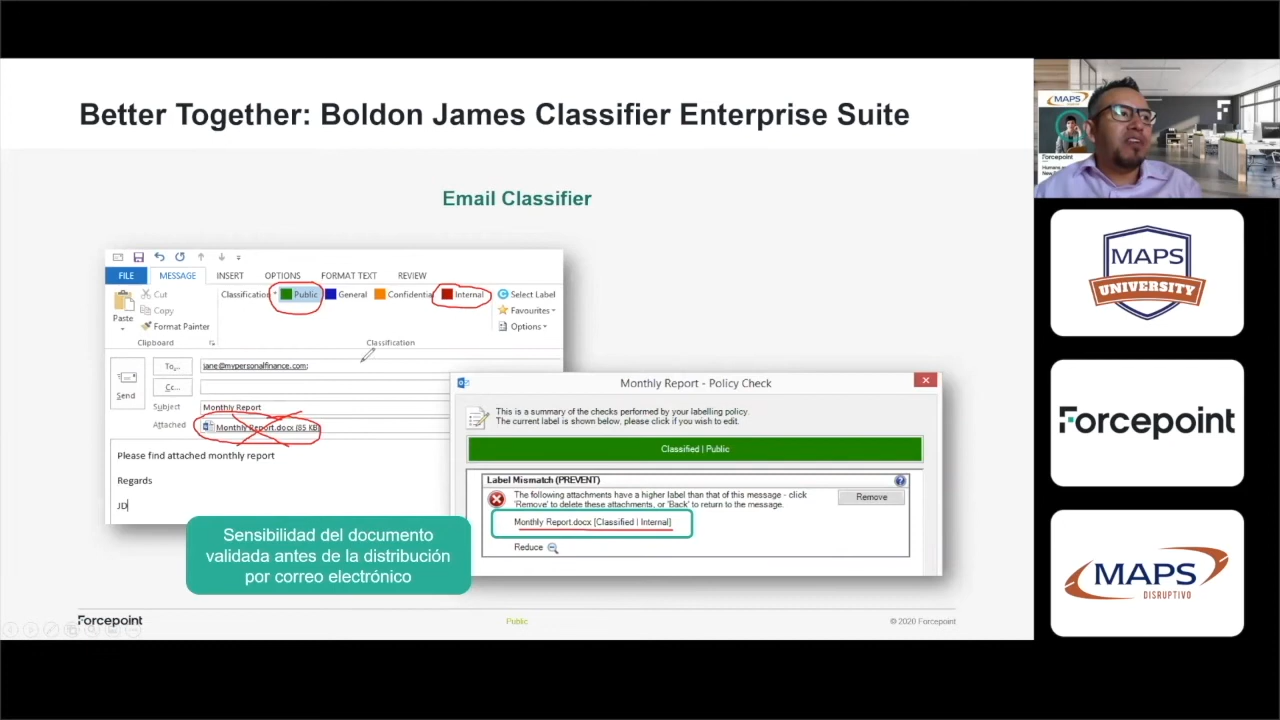 Better Together: Boldon James Classifier Enterprise Suite
Email Classifier
FILE MESSAGE INSERT OPTIONS FORMAT TEXT REVIEW
Paste
Cut
Copy
Format Painter
Clipboard
Classification * Public General Confidentia Internal
Select Label
Favourites
Options
Classification
Send
To... jane@mypersonalfinance.com;
Cc...
Subject Monthly Report
Attached Monthly Report.docx (85 KB)
Please find attached monthly report
Regards
JD
Monthly Report - Policy Check
This is a summary of the checks performed by your labelling policy.
The current label is shown below, please click if you wish to edit.
Classified | Public
Label Mismatch (PREVENT)
The following attachments have a higher label than that of this message - click
'Remove' to delete these attachments, or 'Back' to return to the message.
Remove
Monthly Report.docx [Classified | Internal]
Reduce
Sensibilidad del documento
validada antes de la distribución
por correo electrónico
Forcepoint
Public
© 2020 Forcepoint
MAPS
Forcepoint
MAPS
UNIVERSITY
Forcepoint
MAPS
DISRUPTIVO